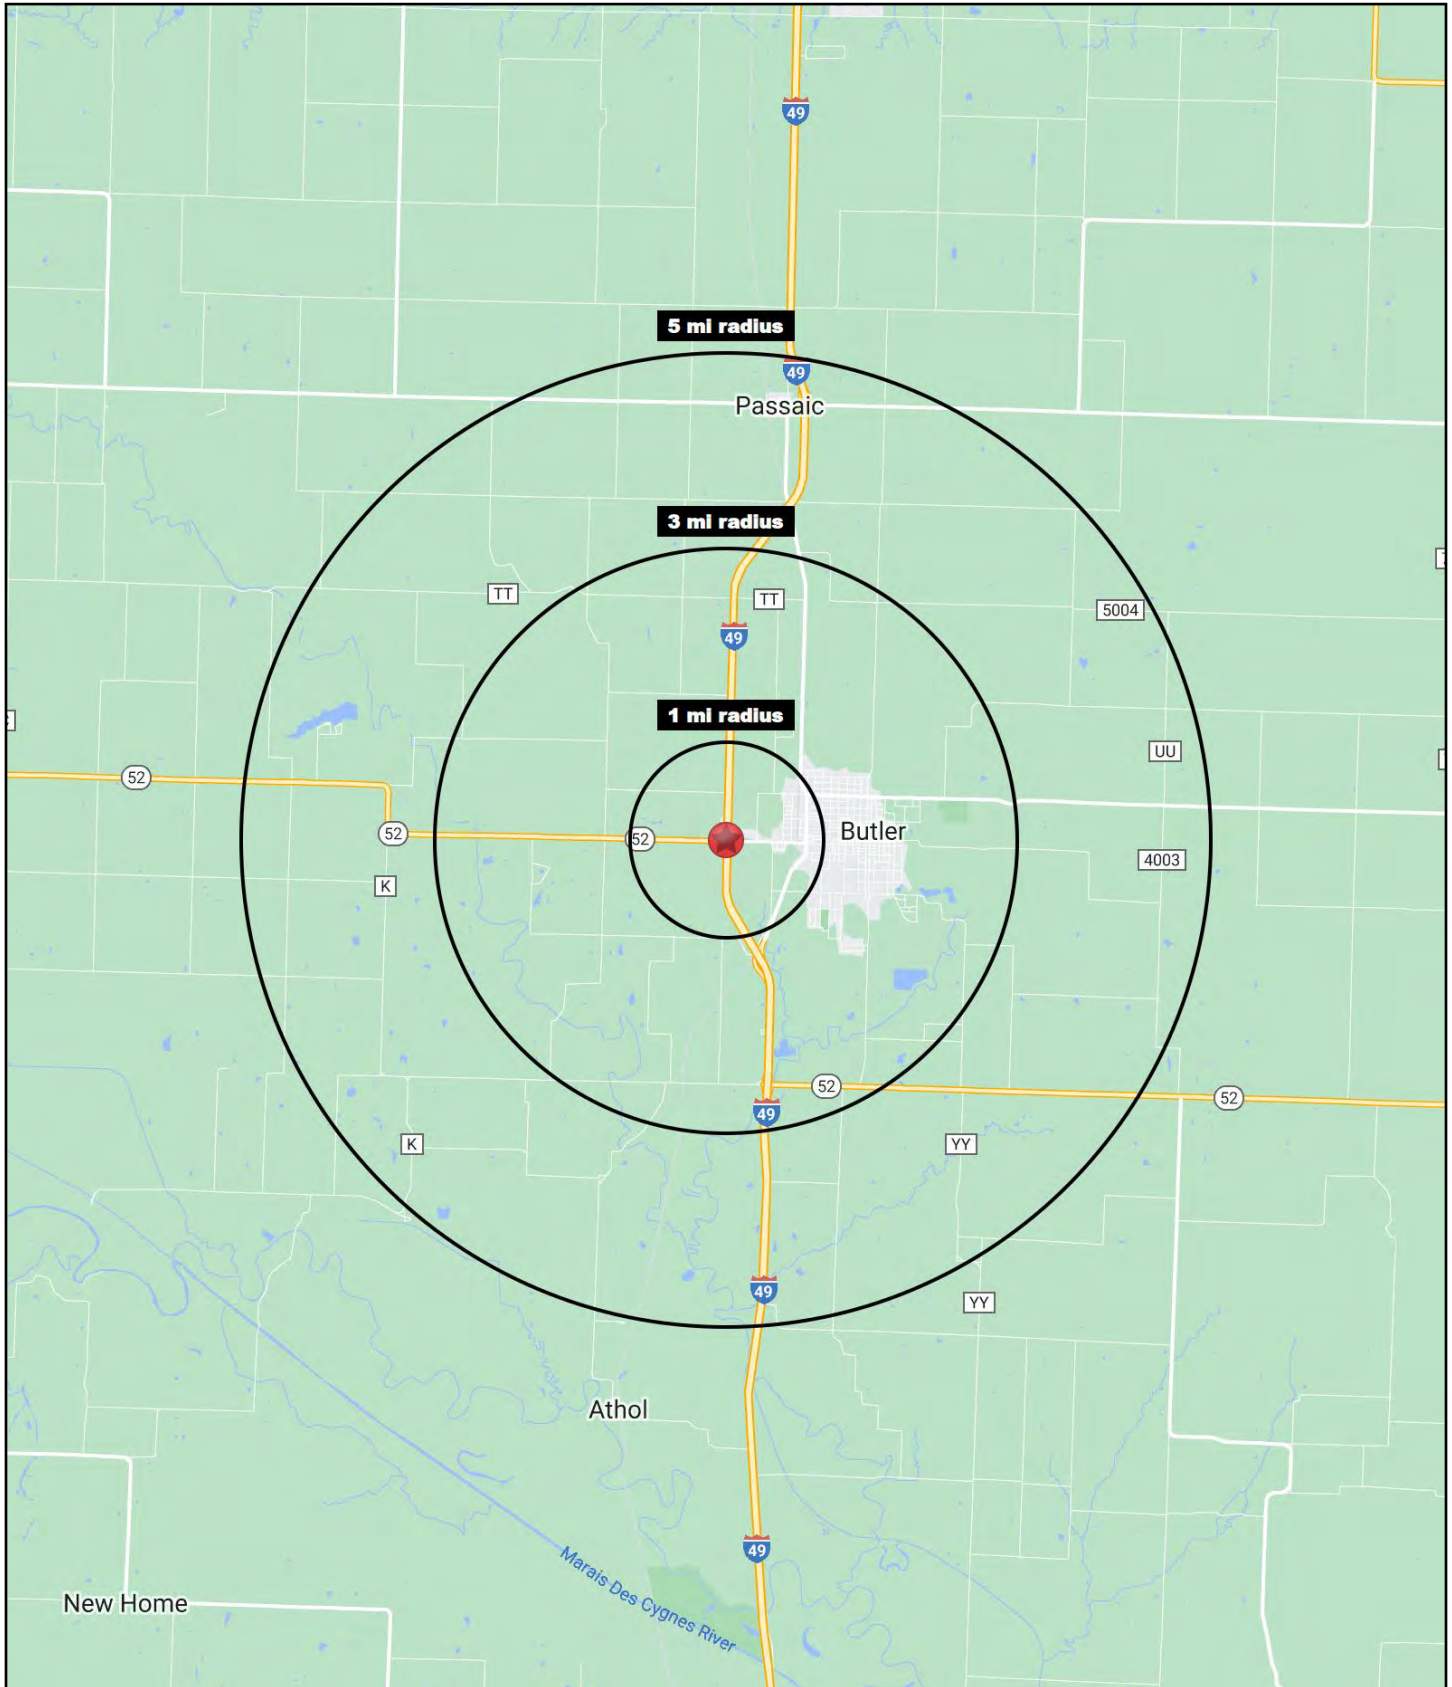 49
5 mi radius
49
Passaic
3 mi radius
TT
TT
5004
49
1 mi radius
UU
52
52
52
Butler
4003
K
52
52
49
K
YY
49
YY
Athol
49
Marais Des Cygnes River
New Home